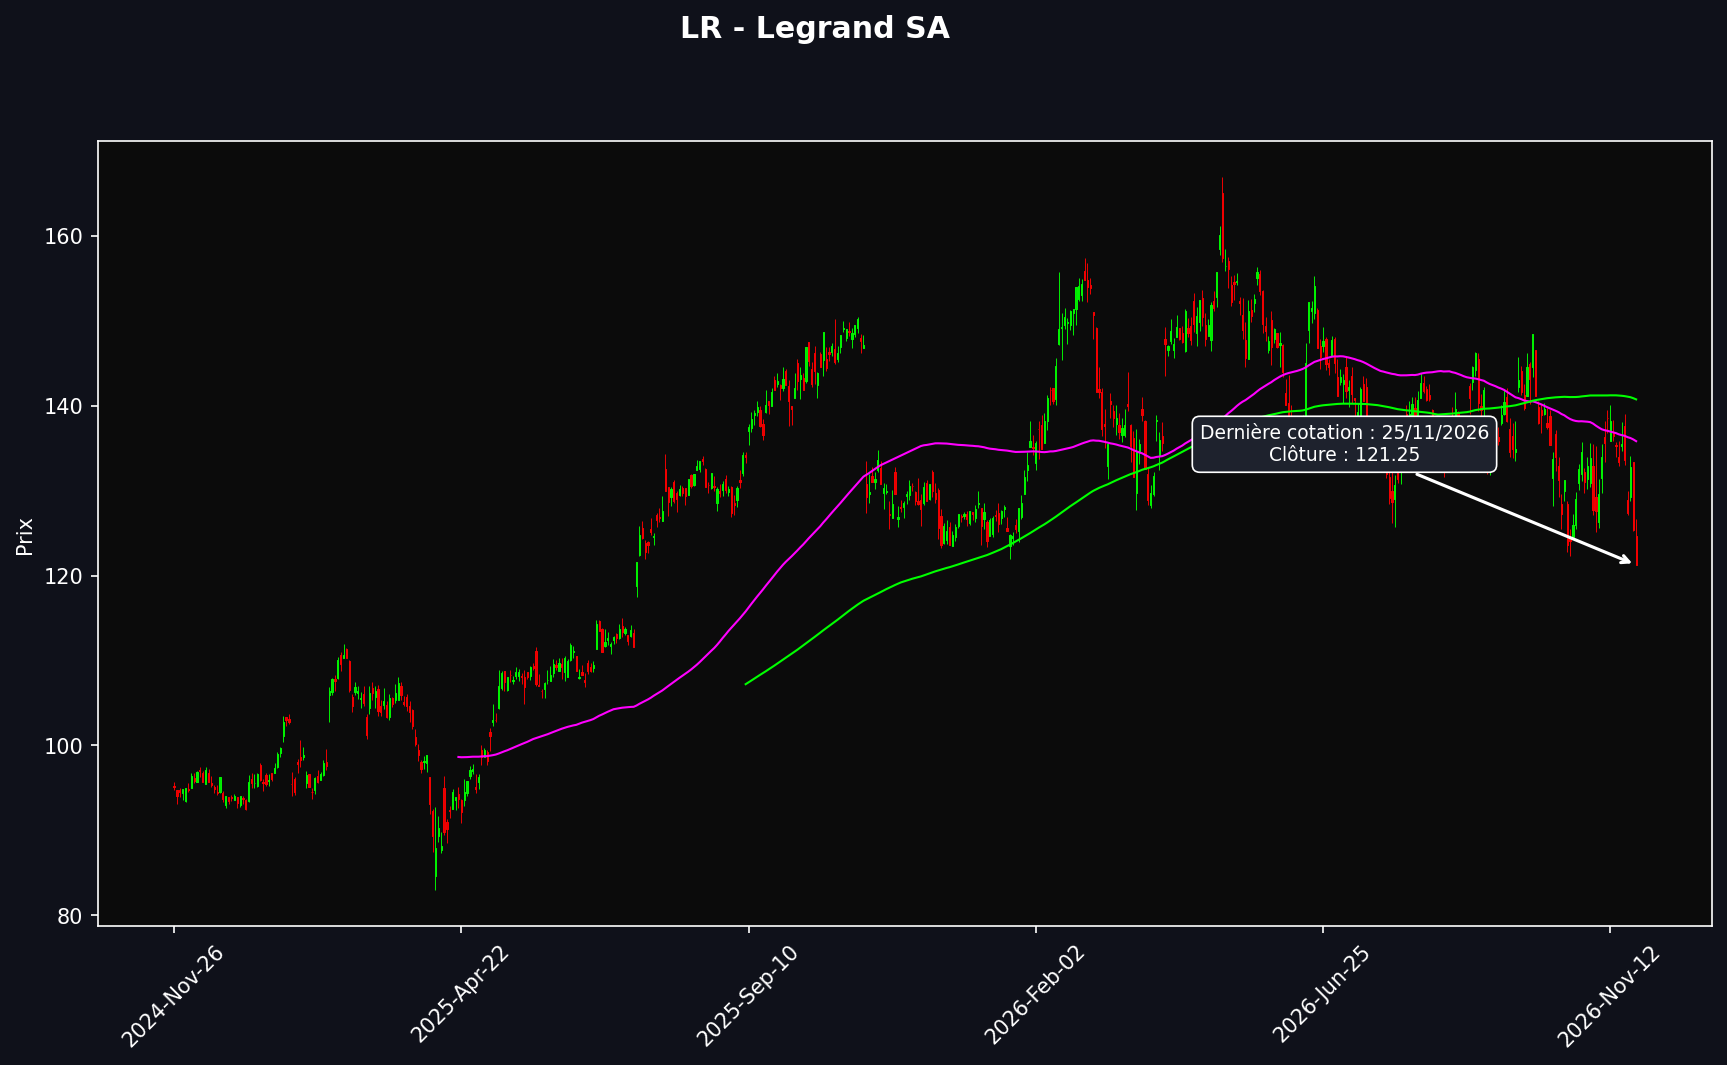 LR - Legrand SA
Prix
160
140
120
100
80
Dernière cotation : 25/11/2026
Clôture : 121.25
2024-Nov-26
2025-Apr-22
2025-Sep-10
2026-Feb-02
2026-Jun-25
2026-Nov-12